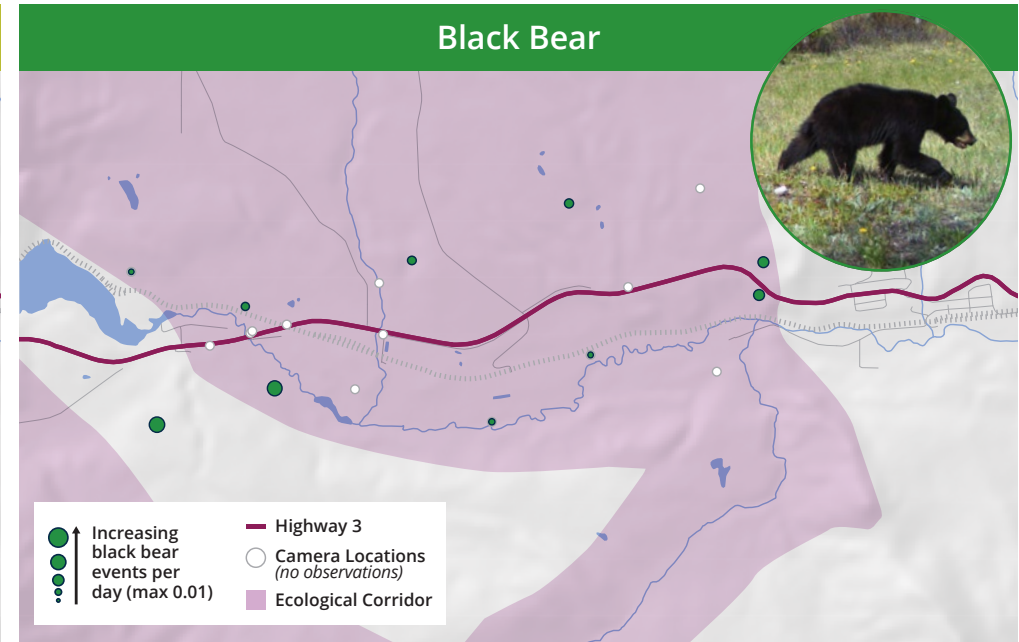 Black Bear
Increasing
black bear
events per
day (max 0.01)
Highway 3
Camera Locations
(no observations)
Ecological Corridor